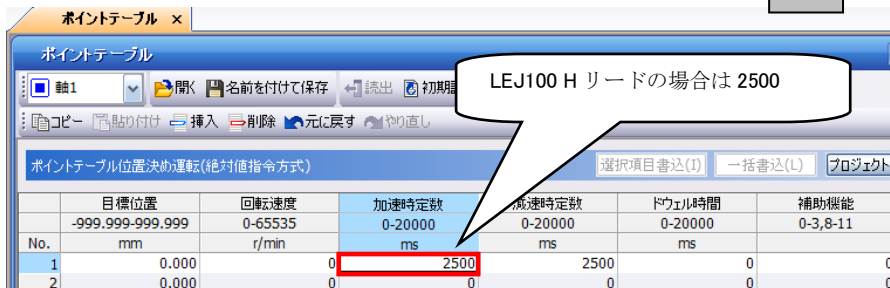 ポイントテーブル ×
ポイントテーブル
軸1 開く 名前を付けて保存 読出 初期
LEJ100 H リードの場合は 2500
コピー 貼り付け 挿入 削除 元に戻す やり直し
ポイントテーブル位置決め運転(絶対値指令方式) 選択項目書込(I) 一括書込(L) プロジェクト
目標位置 回転速度 加速時定数 減速時定数 ドウェル時間 補助機能
-999.999-999.999 0-65535 0-20000 0-20000 0-20000 0-3,8-11
No. mm r/min ms ms ms
1 0.000 0 2500 2500 0 0
2 0.000 0 0 0 0 0